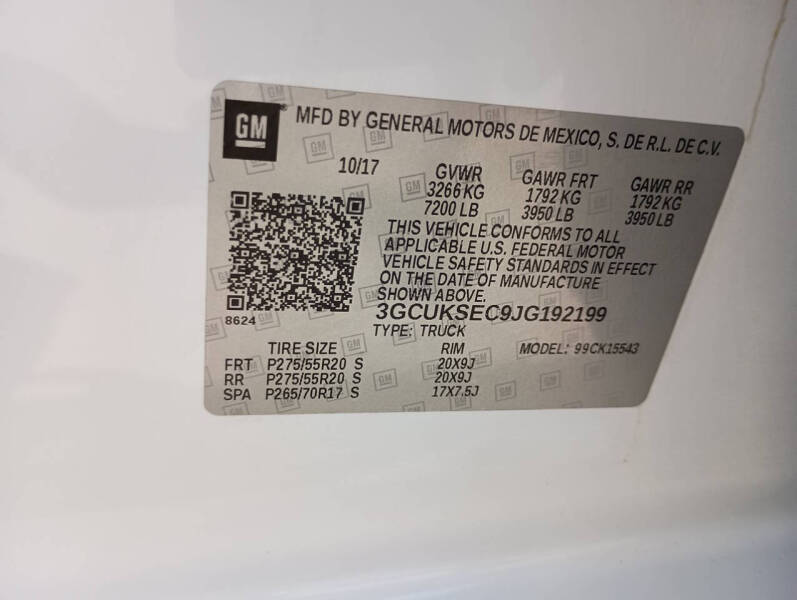 GM MFD BY GENERAL MOTORS DE MEXICO, S. DE R.L. DE C.V.
10/17 GVWR GAWR FRT GAWR RR
3266 KG 1792 KG 1792 KG
7200 LB 3950 LB 3950 LB
THIS VEHICLE CONFORMS TO ALL
APPLICABLE U.S. FEDERAL MOTOR
VEHICLE SAFETY STANDARDS IN EFFECT
ON THE DATE OF MANUFACTURE
SHOWN ABOVE.
8624 3GCUKSEC9JG192199
TYPE: TRUCK
TIRE SIZE RIM MODEL: 99CK15543
FRT P275/55R20 S 20X9J
RR P275/55R20 S 20X9J
SPA P265/70R17 S 17X7.5J